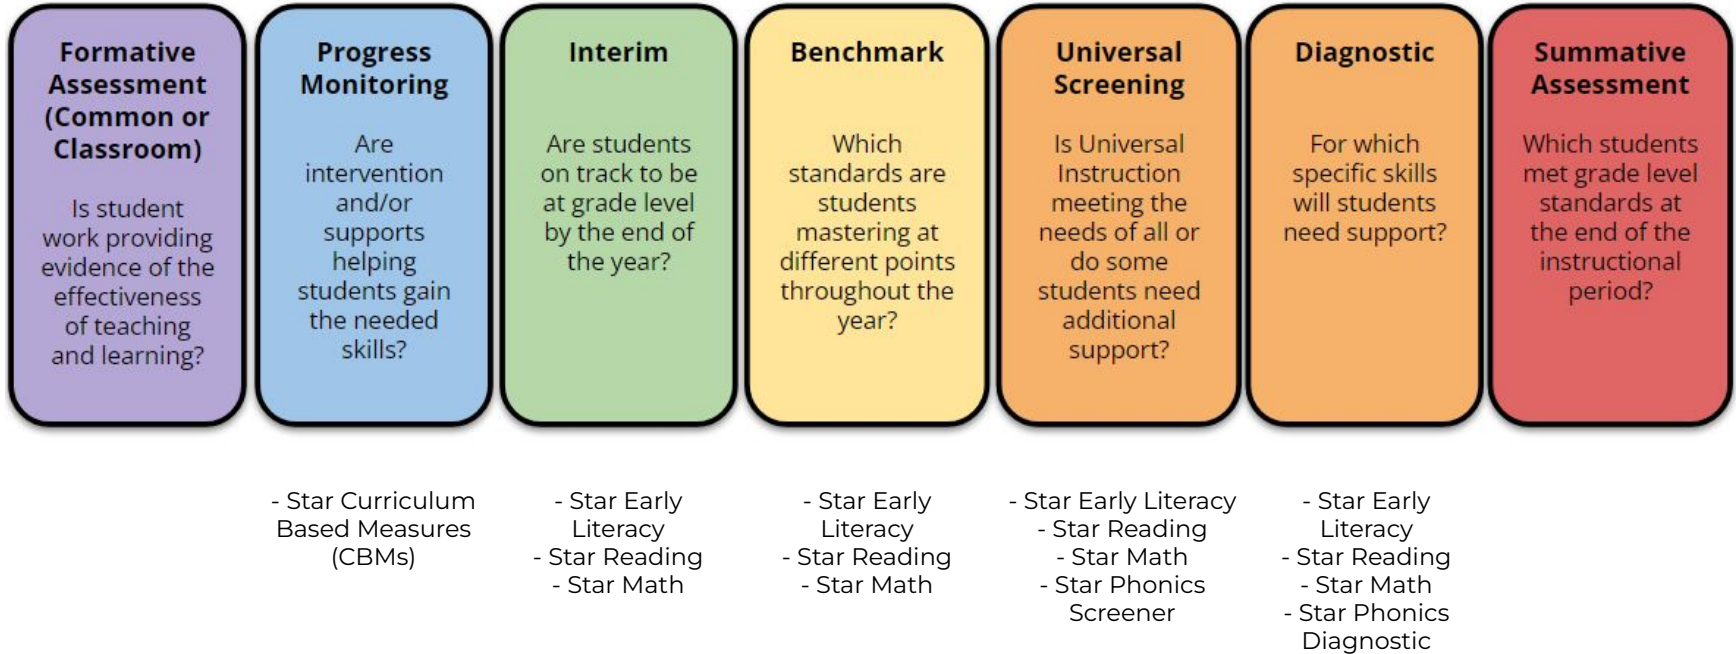 Formative
Assessment
(Common or
Classroom)
Is student
work providing
evidence of the
effectiveness
of teaching
and learning?
Progress
Monitoring
Are
intervention
and/or
supports
helping
students gain
the needed
skills?
Interim
Are students
on track to be
at grade level
by the end of
the year?
Benchmark
Which
standards are
students
mastering at
different points
throughout the
year?
Universal
Screening
Is Universal
Instruction
meeting the
needs of all or
do some
students need
additional
support?
Diagnostic
For which
specific skills
will students
need support?
Summative
Assessment
Which students
met grade level
standards at
the end of the
instructional
period?
- Star Curriculum
Based Measures
(CBMs)
- Star Early
Literacy
- Star Reading
- Star Math
- Star Early
Literacy
- Star Reading
- Star Math
- Star Early Literacy
- Star Reading
- Star Math
- Star Phonics
Screener
- Star Early
Literacy
- Star Reading
- Star Math
- Star Phonics
Diagnostic